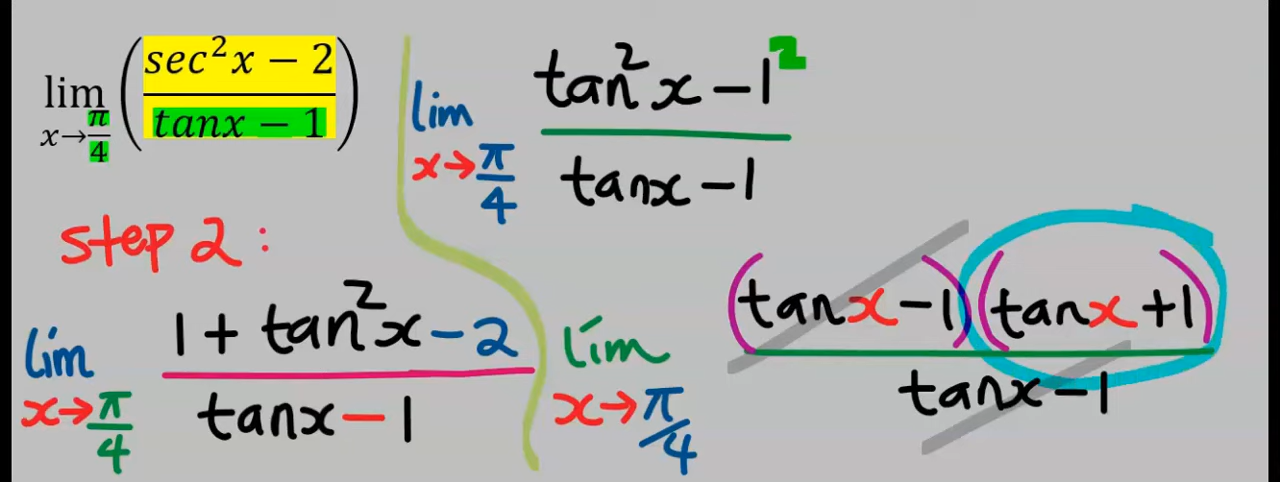 lim x→π/4 ( (sec²x − 2) / (tanx − 1) )
step 2 :
lim x→π/4 (1 + tan²x − 2) / (tanx − 1)
lim x→π/4 (tan²x − 1²) / (tanx − 1)
lim x→π/4 (tanx − 1)(tanx + 1) / (tanx − 1)